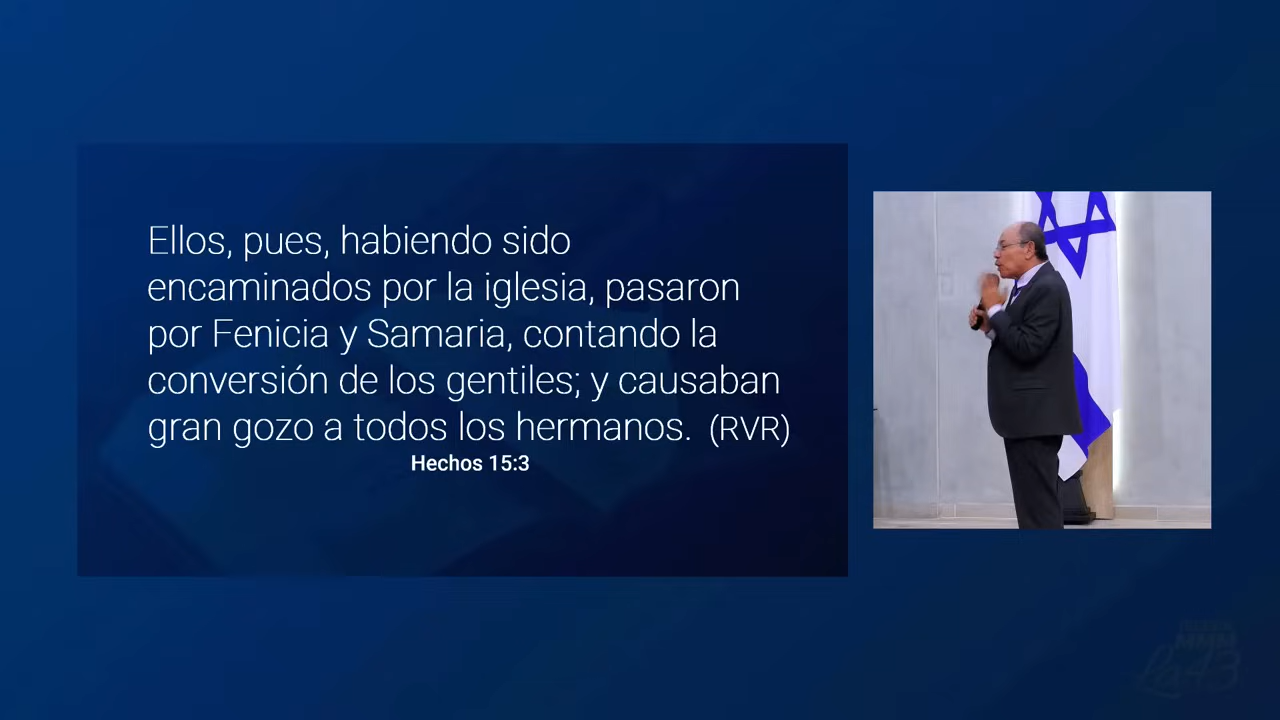 Ellos, pues, habiendo sido
encaminados por la iglesia, pasaron
por Fenicia y Samaria, contando la
conversión de los gentiles; y causaban
gran gozo a todos los hermanos. (RVR)
Hechos 15:3
MMM